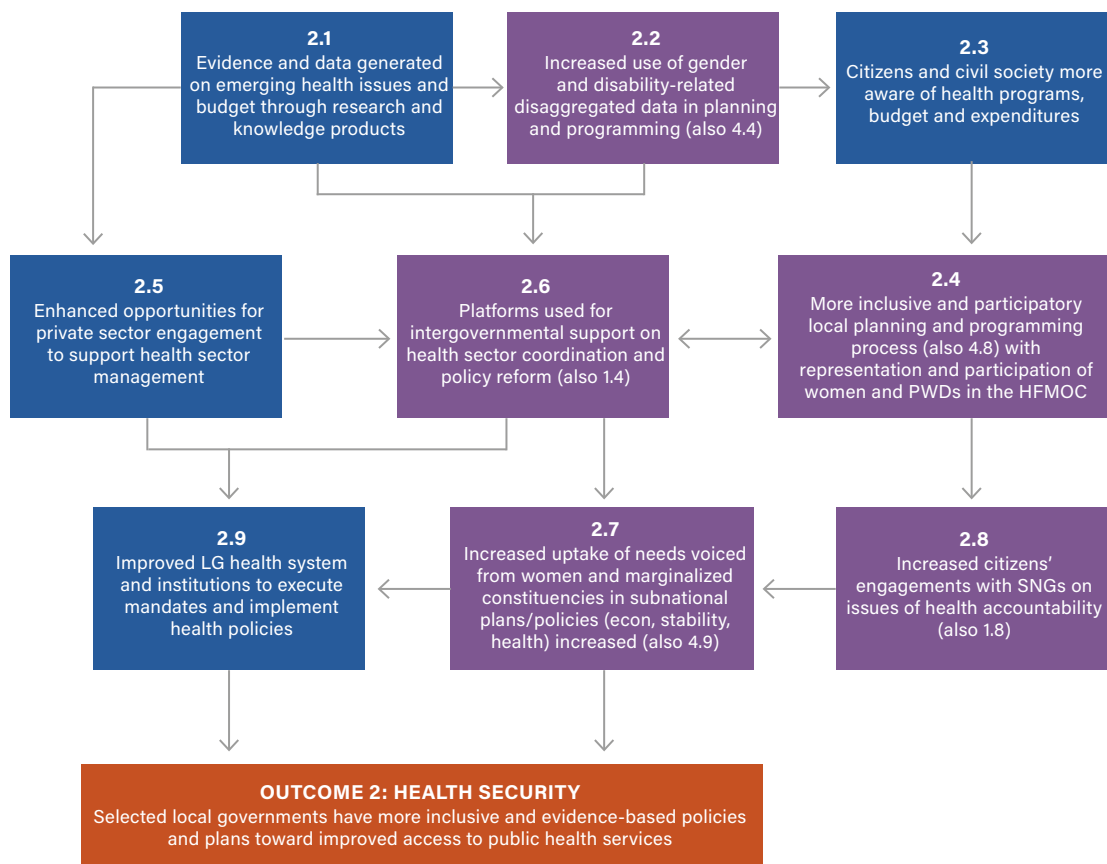 2.1
Evidence and data generated
on emerging health issues and
budget through research and
knowledge products
2.2
Increased use of gender
and disability-related
disaggregated data in planning
and programming (also 4.4)
2.3
Citizens and civil society more
aware of health programs,
budget and expenditures
2.5
Enhanced opportunities for
private sector engagement
to support health sector
management
2.6
Platforms used for
intergovernmental support on
health sector coordination and
policy reform (also 1.4)
2.4
More inclusive and participatory
local planning and programming
process (also 4.8) with
representation and participation of
women and PWDs in the HFMOC
2.9
Improved LG health system
and institutions to execute
mandates and implement
health policies
2.7
Increased uptake of needs voiced
from women and marginalized
constituencies in subnational
plans/policies (econ, stability,
health) increased (also 4.9)
2.8
Increased citizens’
engagements with SNGs on
issues of health accountability
(also 1.8)
OUTCOME 2: HEALTH SECURITY
Selected local governments have more inclusive and evidence-based policies
and plans toward improved access to public health services